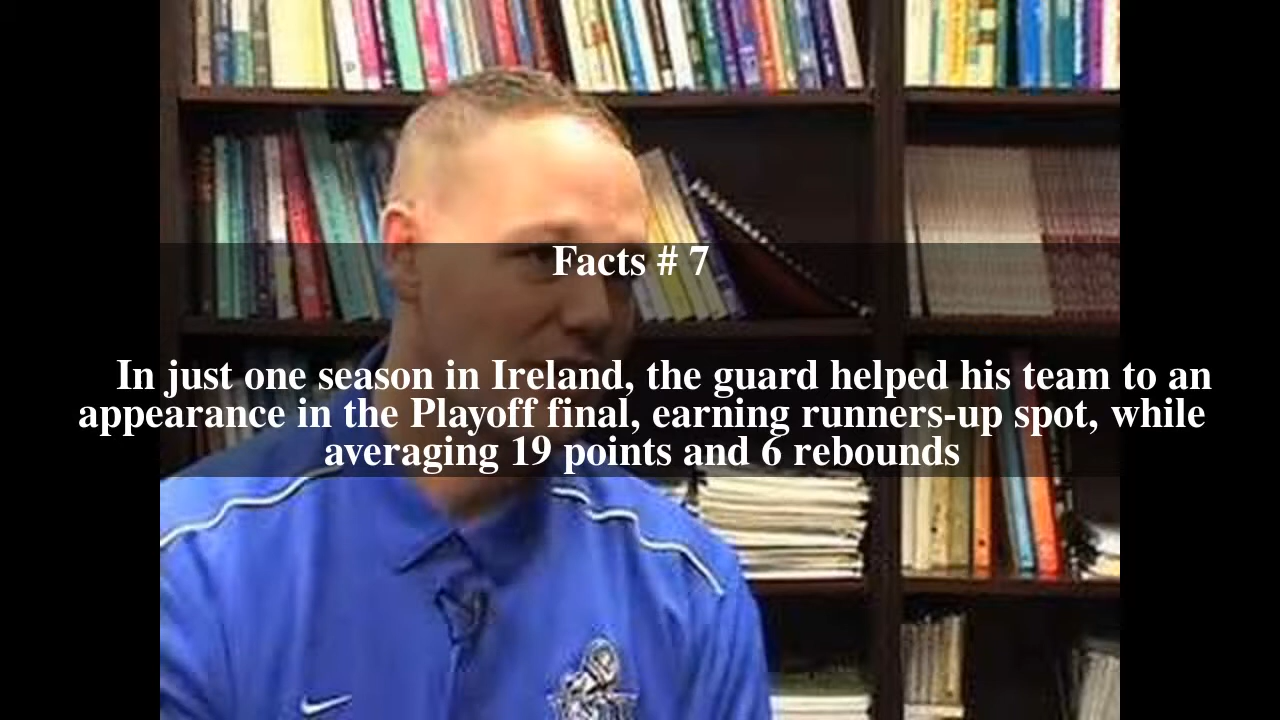 Facts # 7
In just one season in Ireland, the guard helped his team to an
appearance in the Playoff final, earning runners-up spot, while
averaging 19 points and 6 rebounds